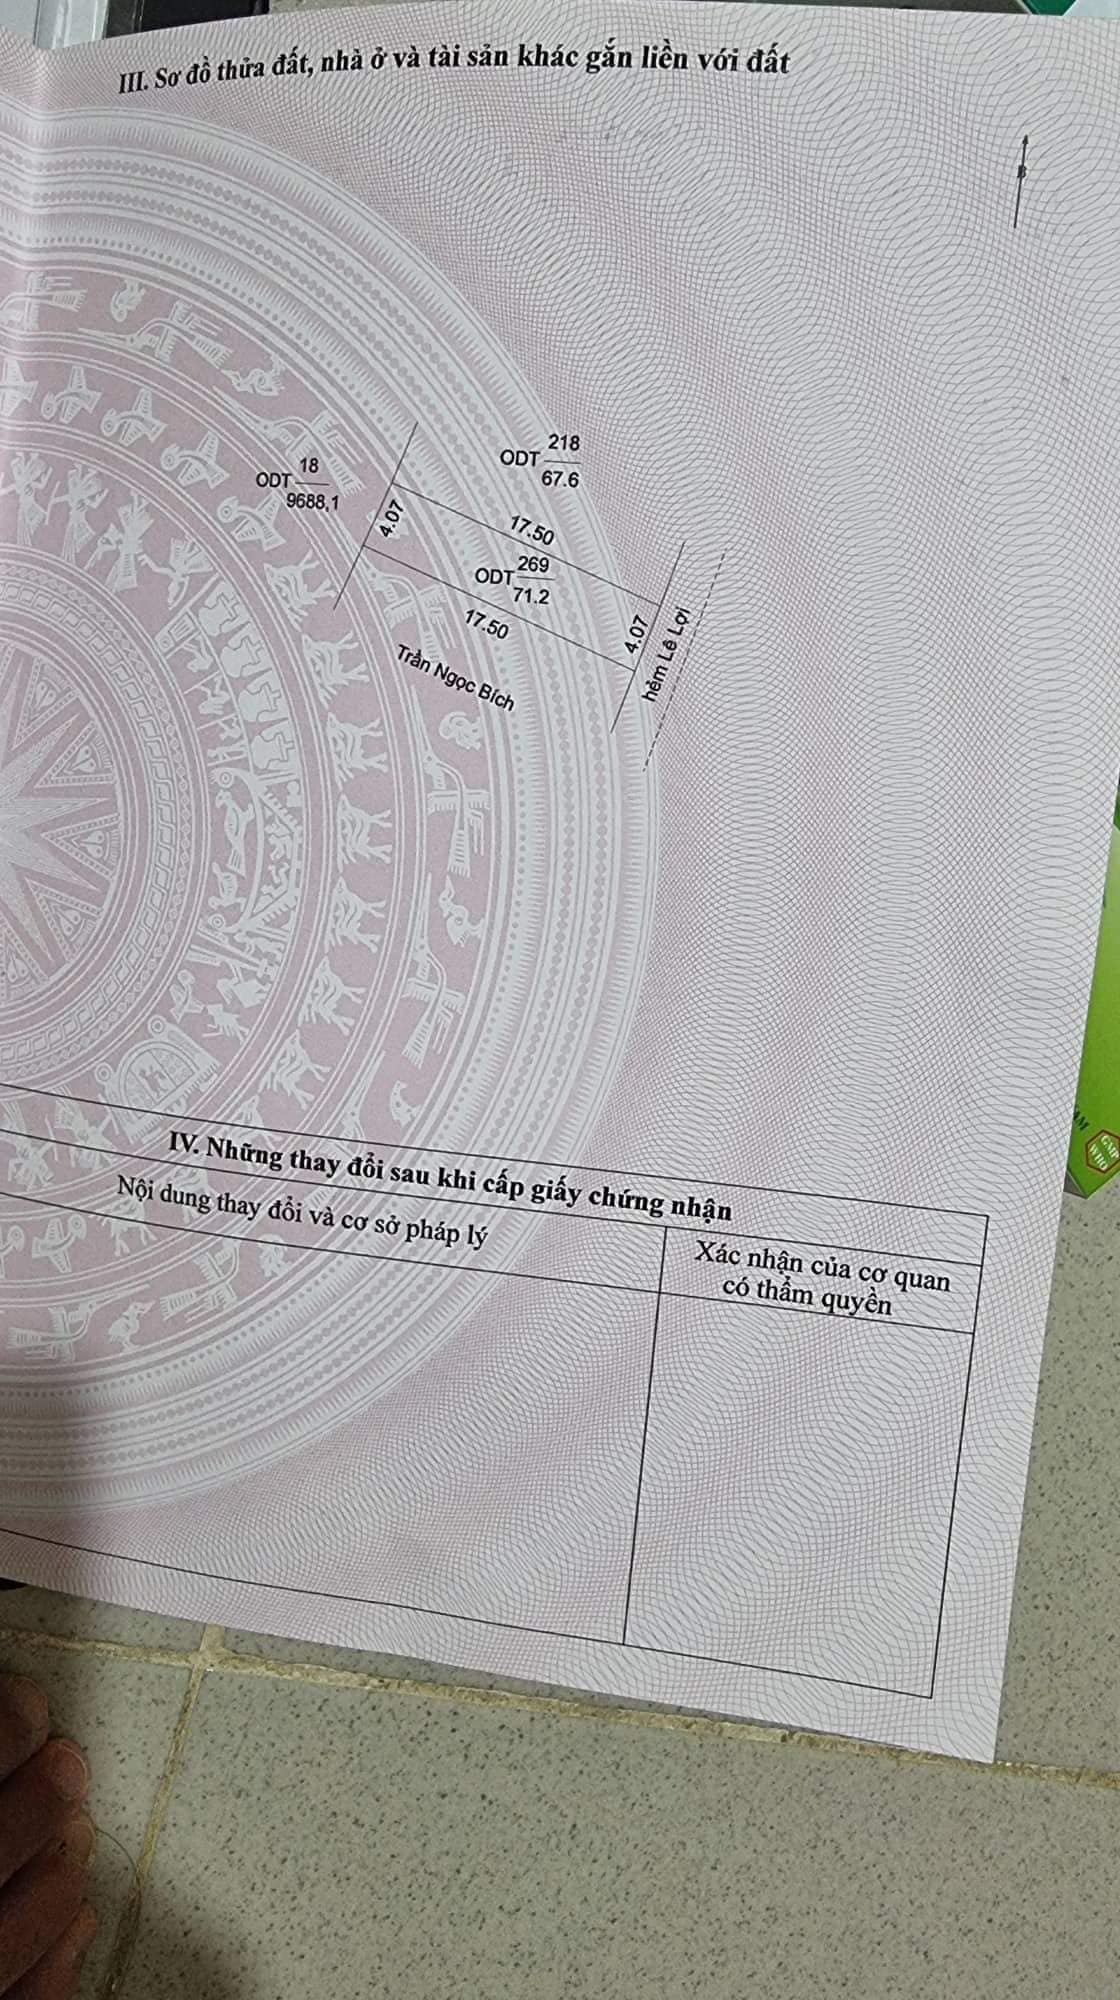 III. Sơ đồ thửa đất, nhà ở và tài sản khác gắn liền với đất
B
ODT 218
67.6
ODT 18
9688,1
4.07
17.50
ODT 269
71.2
17.50
4.07
hẻm Lê Lợi
Trần Ngọc Bích
IV. Những thay đổi sau khi cấp giấy chứng nhận
Nội dung thay đổi và cơ sở pháp lý
Xác nhận của cơ quan
có thẩm quyền
GMP
WHO